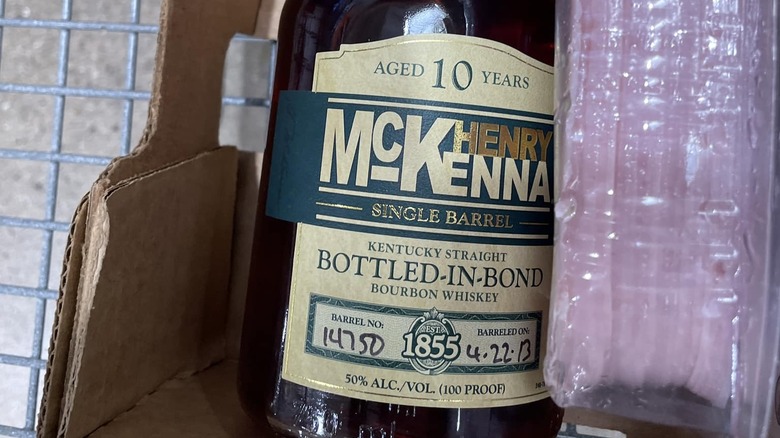 AGED 10 YEARS
HENRY
McKENNA
SINGLE BARREL
KENTUCKY STRAIGHT
BOTTLED-IN-BOND
BOURBON WHISKEY
BARREL NO:
14750
EST.
1855
BARRELED ON:
4.22.13
50% ALC./VOL. (100 PROOF)